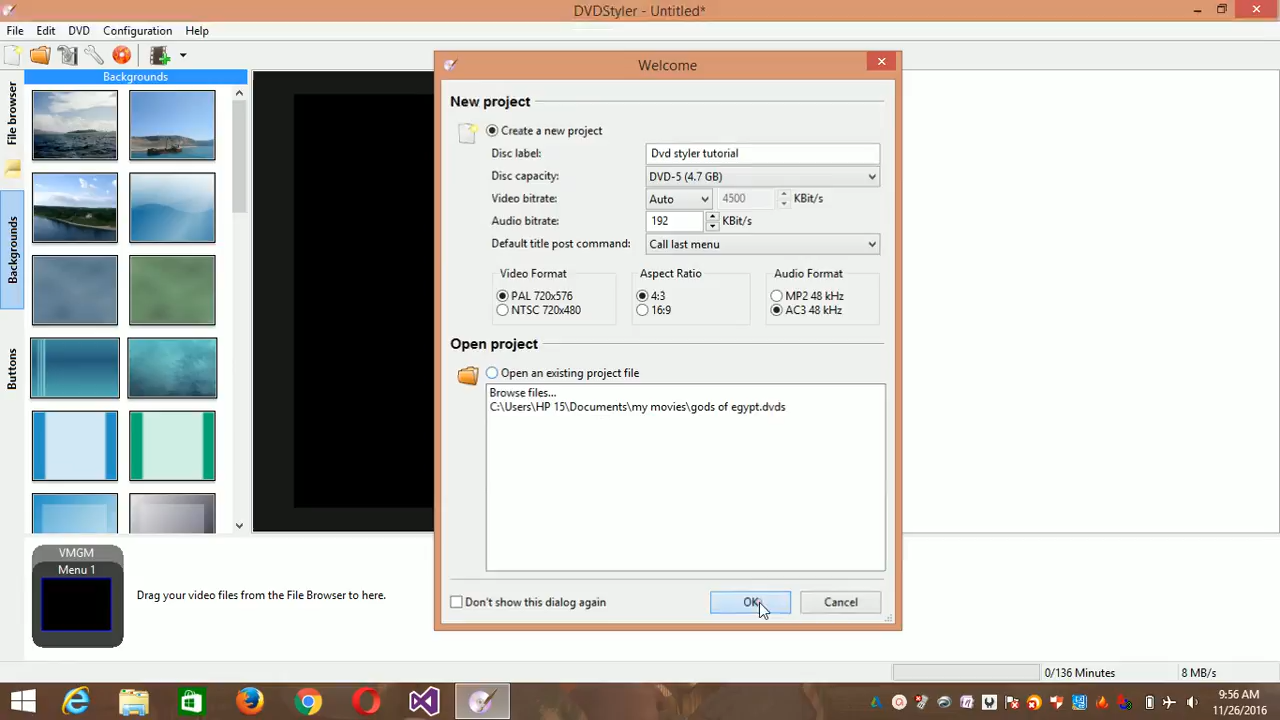 DVDStyler - Untitled*
File Edit DVD Configuration Help
Backgrounds
File browser
Backgrounds
Buttons
Welcome
New project
Create a new project
Disc label: Dvd styler tutorial
Disc capacity: DVD-5 (4.7 GB)
Video bitrate: Auto 4500 KBit/s
Audio bitrate: 192 KBit/s
Default title post command: Call last menu
Video Format Aspect Ratio Audio Format
PAL 720x576 4:3 MP2 48 kHz
NTSC 720x480 16:9 AC3 48 kHz
Open project
Open an existing project file
Browse files...
C:\Users\HP 15\Documents\my movies\gods of egypt.dvds
Don't show this dialog again OK Cancel
VMGM
Menu 1
Drag your video files from the File Browser to here.
0/136 Minutes 8 MB/s
9:56 AM
11/26/2016